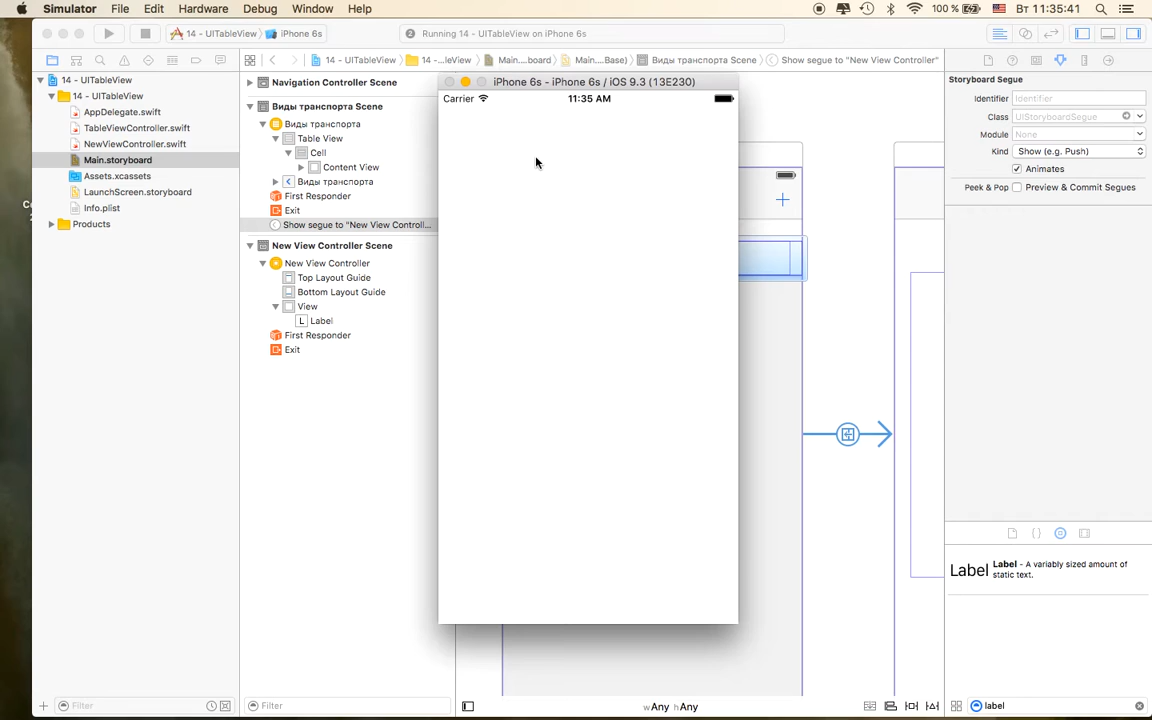 Simulator File Edit Hardware Debug Window Help 100 % Вт 11:35:41
14 - UITableView iPhone 6s Running 14 - UITableView on iPhone 6s
14 - UITableView 14 -...leView Main....board Main....Base) Виды транспорта Scene Show segue to "New View Controller"
14 - UITableView
14 - UITableView
AppDelegate.swift
TableViewController.swift
NewViewController.swift
Main.storyboard
Assets.xcassets
LaunchScreen.storyboard
Info.plist
Products
Filter
Navigation Controller Scene
Виды транспорта Scene
Виды транспорта
Table View
Cell
Content View
Виды транспорта
First Responder
Exit
Show segue to "New View Controll...
New View Controller Scene
New View Controller
Top Layout Guide
Bottom Layout Guide
View
L Label
First Responder
Exit
Filter
iPhone 6s - iPhone 6s / iOS 9.3 (13E230)
Carrier 11:35 AM
wAny hAny
Storyboard Segue
Identifier Identifier
Class UIStoryboardSegue
Module None
Kind Show (e.g. Push)
Animates
Peek & Pop Preview & Commit Segues
Label Label - A variably sized amount of
static text.
label